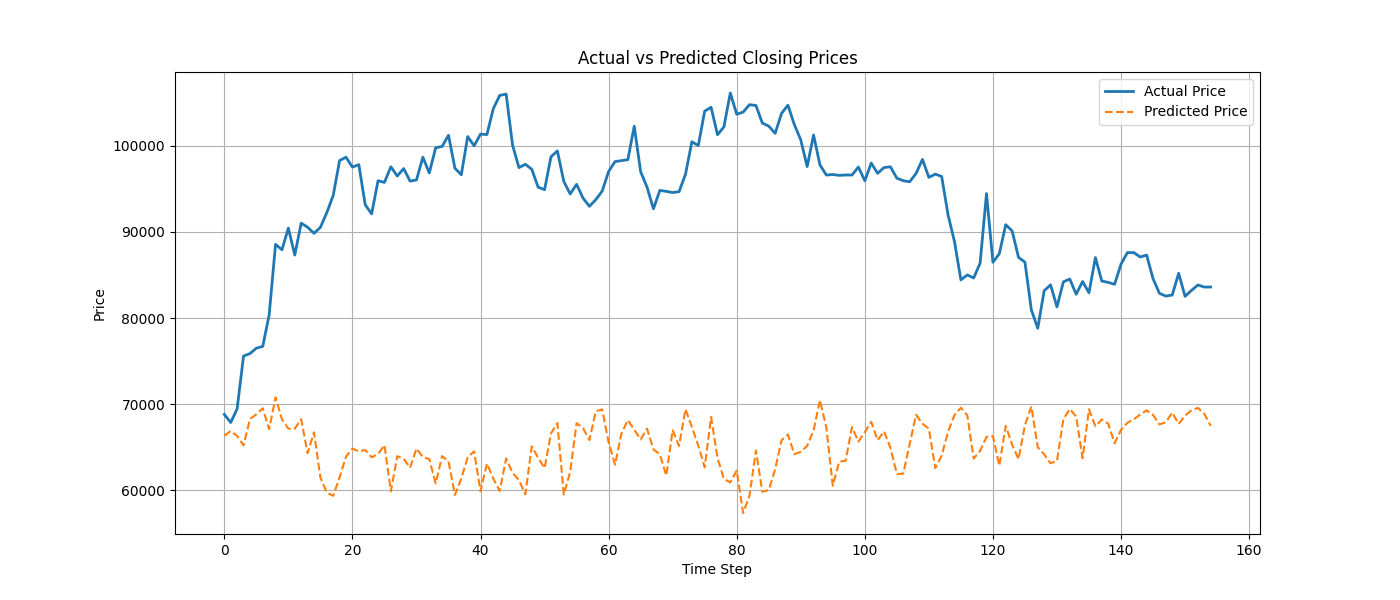 Actual vs Predicted Closing Prices
Actual Price
Predicted Price
Price
100000
90000
80000
70000
60000
0 20 40 60 80 100 120 140 160
Time Step